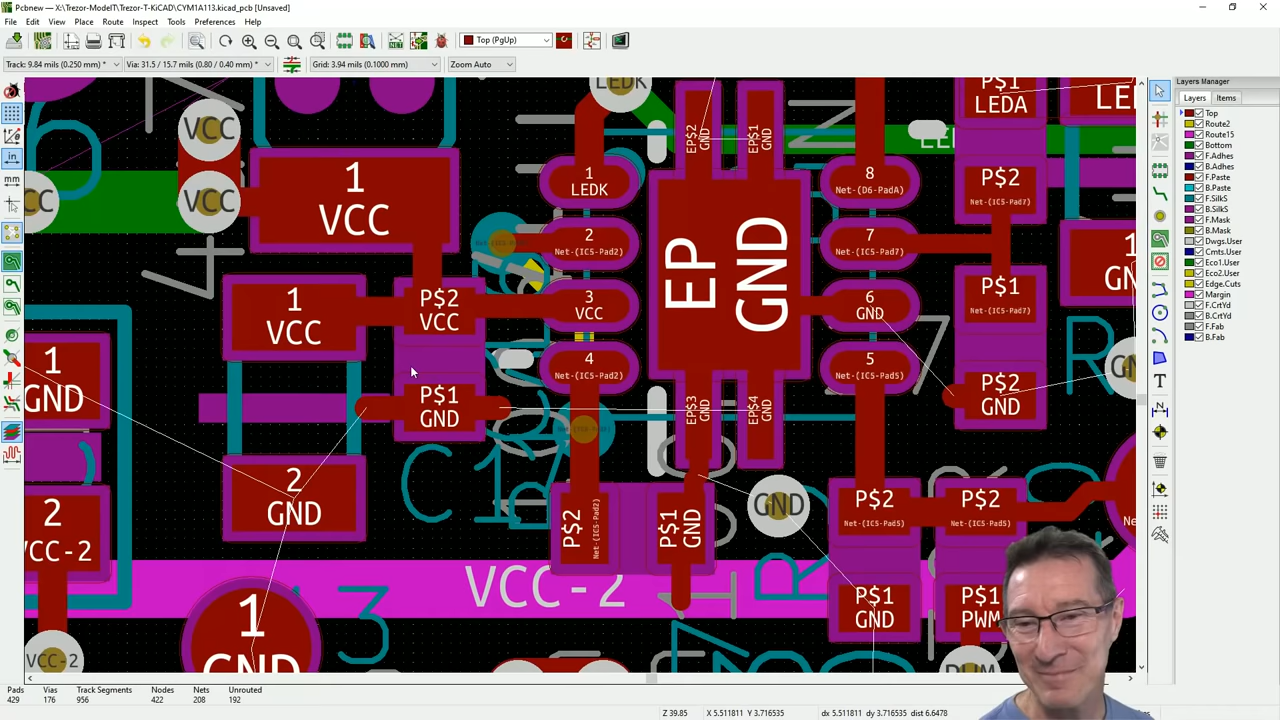 Pcbnew — X:\Trezor-ModelT\Trezor-T-KiCAD\CYM1A113.kicad_pcb [Unsaved]
File Edit View Place Route Inspect Tools Preferences Help
Top (PgUp)
Track: 9.84 mils (0.250 mm) * Via: 31.5 / 15.7 mils (0.80 / 0.40 mm) * Grid: 3.94 mils (0.1000 mm) Zoom Auto
Layers Manager
Layers Items
Top
Route2
Route15
Bottom
F.Adhes
B.Adhes
F.Paste
B.Paste
F.SilkS
B.SilkS
F.Mask
B.Mask
Dwgs.User
Cmts.User
Eco1.User
Eco2.User
Edge.Cuts
Margin
F.CrtYd
B.CrtYd
F.Fab
B.Fab
in
mm
LEDK
P$1
LEDA
VCC
EP$2
GND
EP$1
GND
1
VCC
1
LEDK
8
Net-(D6-PadA)
P$2
Net-(IC5-Pad7)
VCC
2
Net-(IC5-Pad2)
7
Net-(IC5-Pad7)
EP
GND
1
VCC
P$2
VCC
3
VCC
6
GND
P$1
Net-(IC5-Pad7)
1
GND
4
Net-(IC5-Pad2)
5
Net-(IC5-Pad5)
P$1
GND
EP$3
GND
EP$4
GND
P$2
GND
2
GND
P$2
Net-(IC5-Pad2)
P$1
GND
GND
P$2
Net-(IC5-Pad5)
P$2
Net-(IC5-Pad5)
2
VCC-2
VCC-2
P$1
GND
P$1
PWM
1
GND
3
VCC-2
Pads Vias Track Segments Nodes Nets Unrouted
429 176 956 422 208 192
Z 39.85 X 5.511811 Y 3.716535 dx 5.511811 dy 3.716535 dist 6.6478